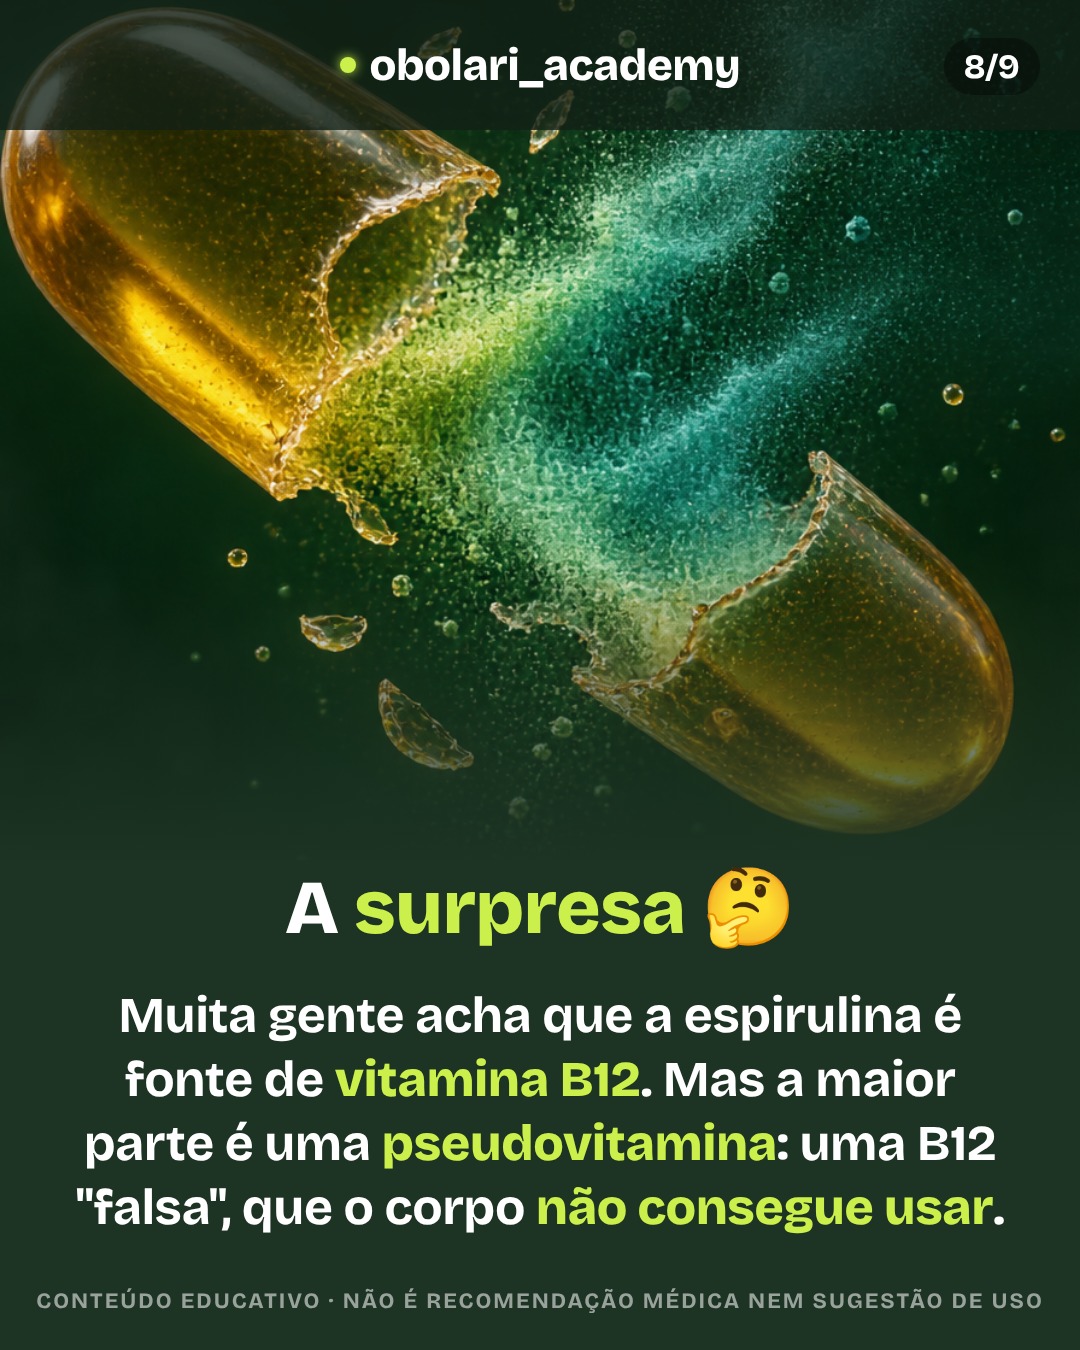 obolari_academy
8/9
A surpresa 🤔
Muita gente acha que a espirulina é
fonte de vitamina B12. Mas a maior
parte é uma pseudovitamina: uma B12
"falsa", que o corpo não consegue usar.
CONTEÚDO EDUCATIVO · NÃO É RECOMENDAÇÃO MÉDICA NEM SUGESTÃO DE USO